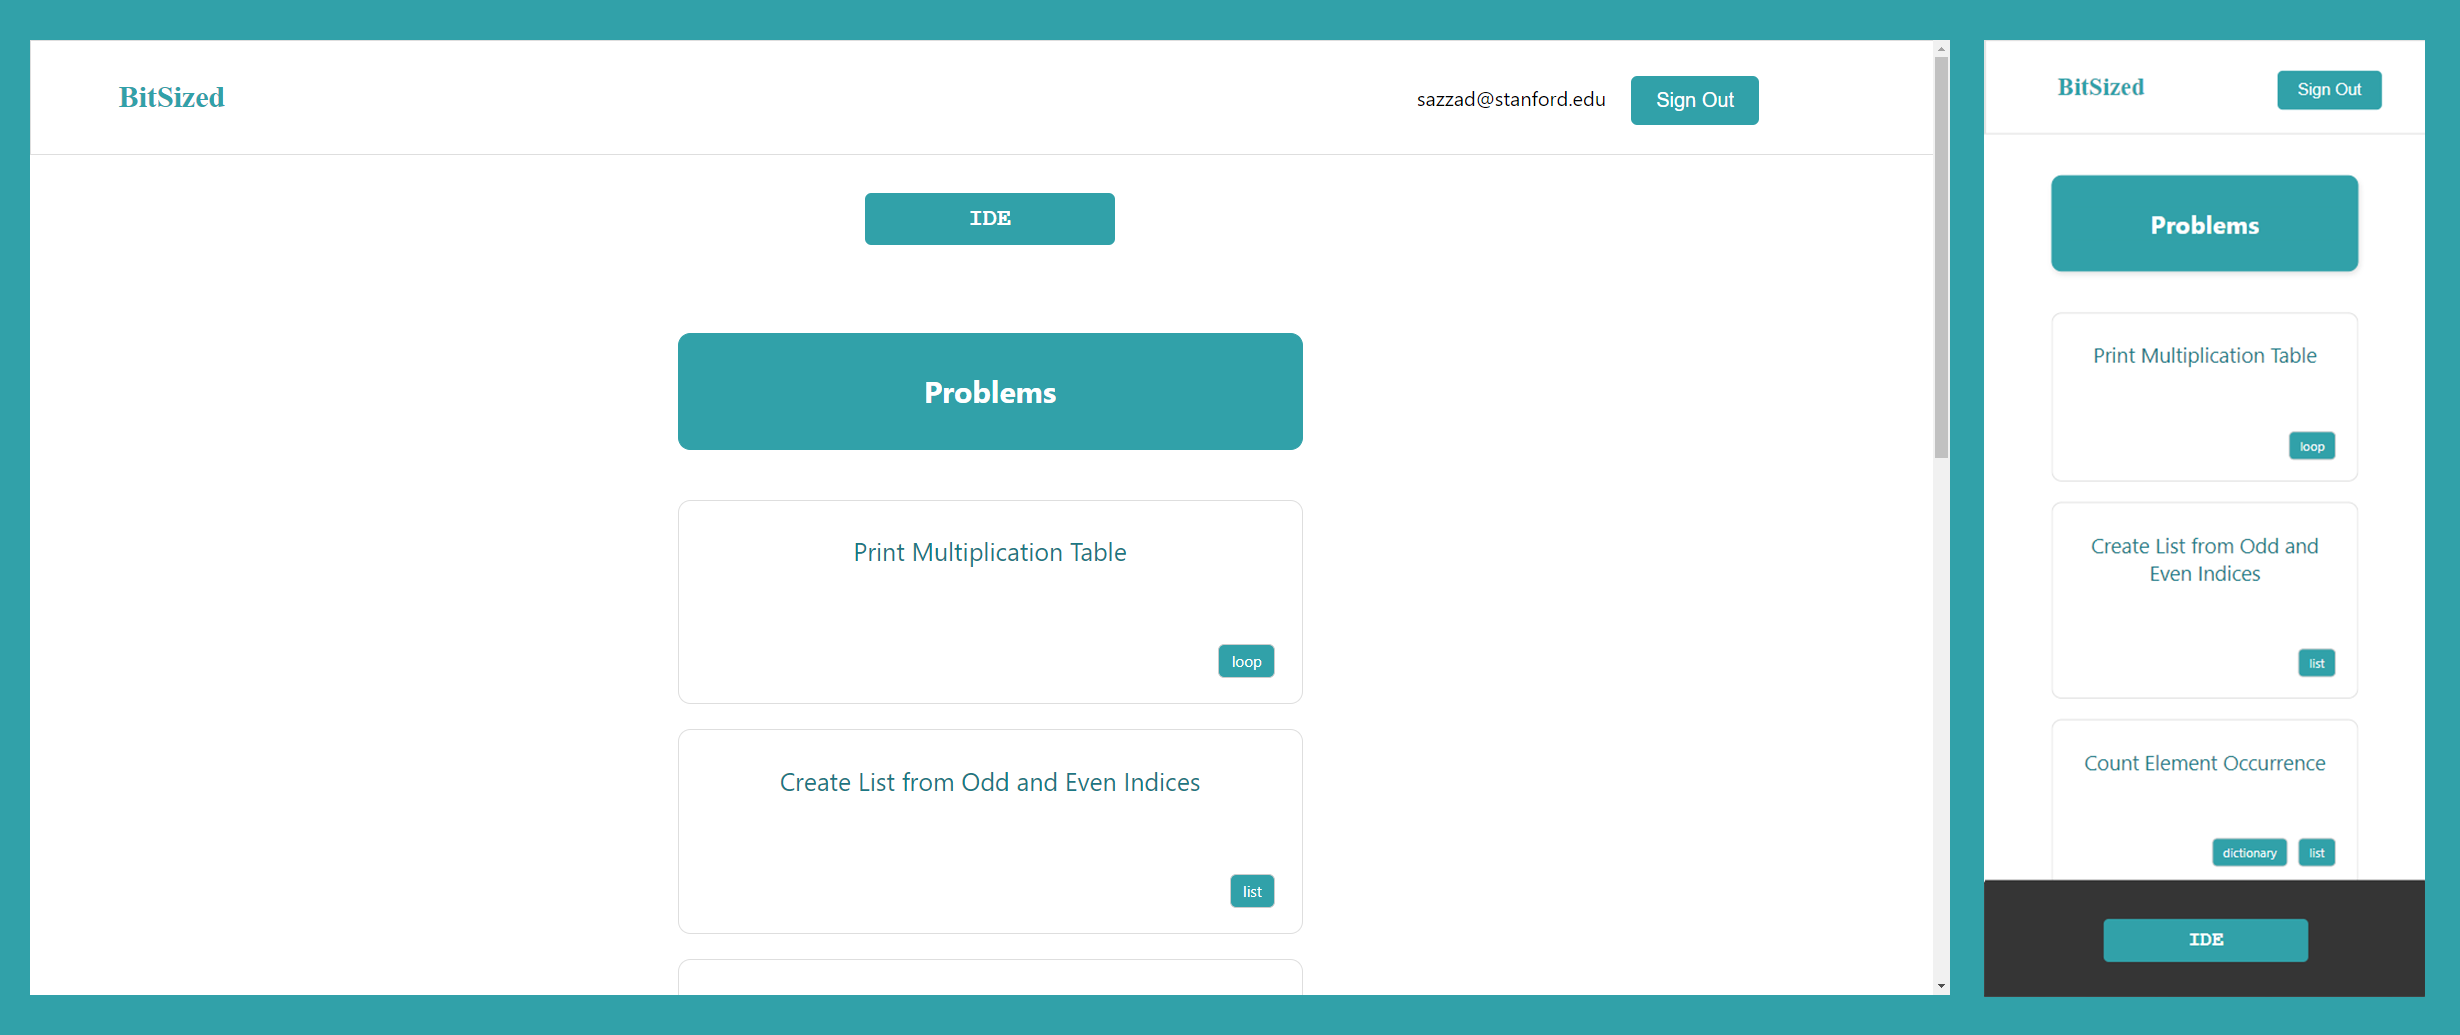 BitSized
sazzad@stanford.edu
Sign Out
IDE
Problems
Print Multiplication Table
loop
Create List from Odd and Even Indices
list
BitSized
Sign Out
Problems
Print Multiplication Table
loop
Create List from Odd and
Even Indices
list
Count Element Occurrence
dictionary list
IDE